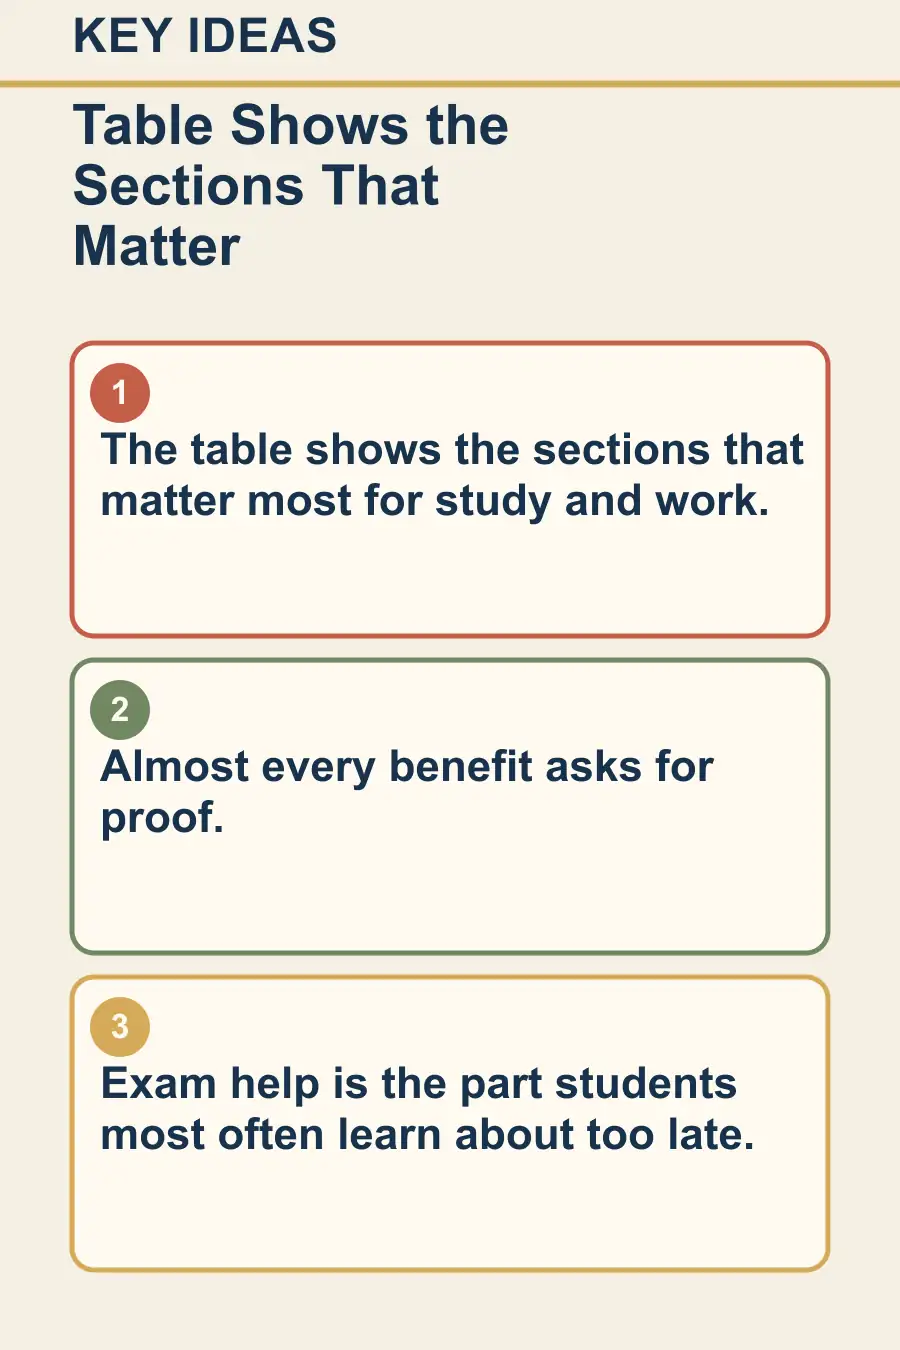 KEY IDEAS
Table Shows the
Sections That
Matter
1
The table shows the sections that
matter most for study and work.
2
Almost every benefit asks for
proof.
3
Exam help is the part students
most often learn about too late.